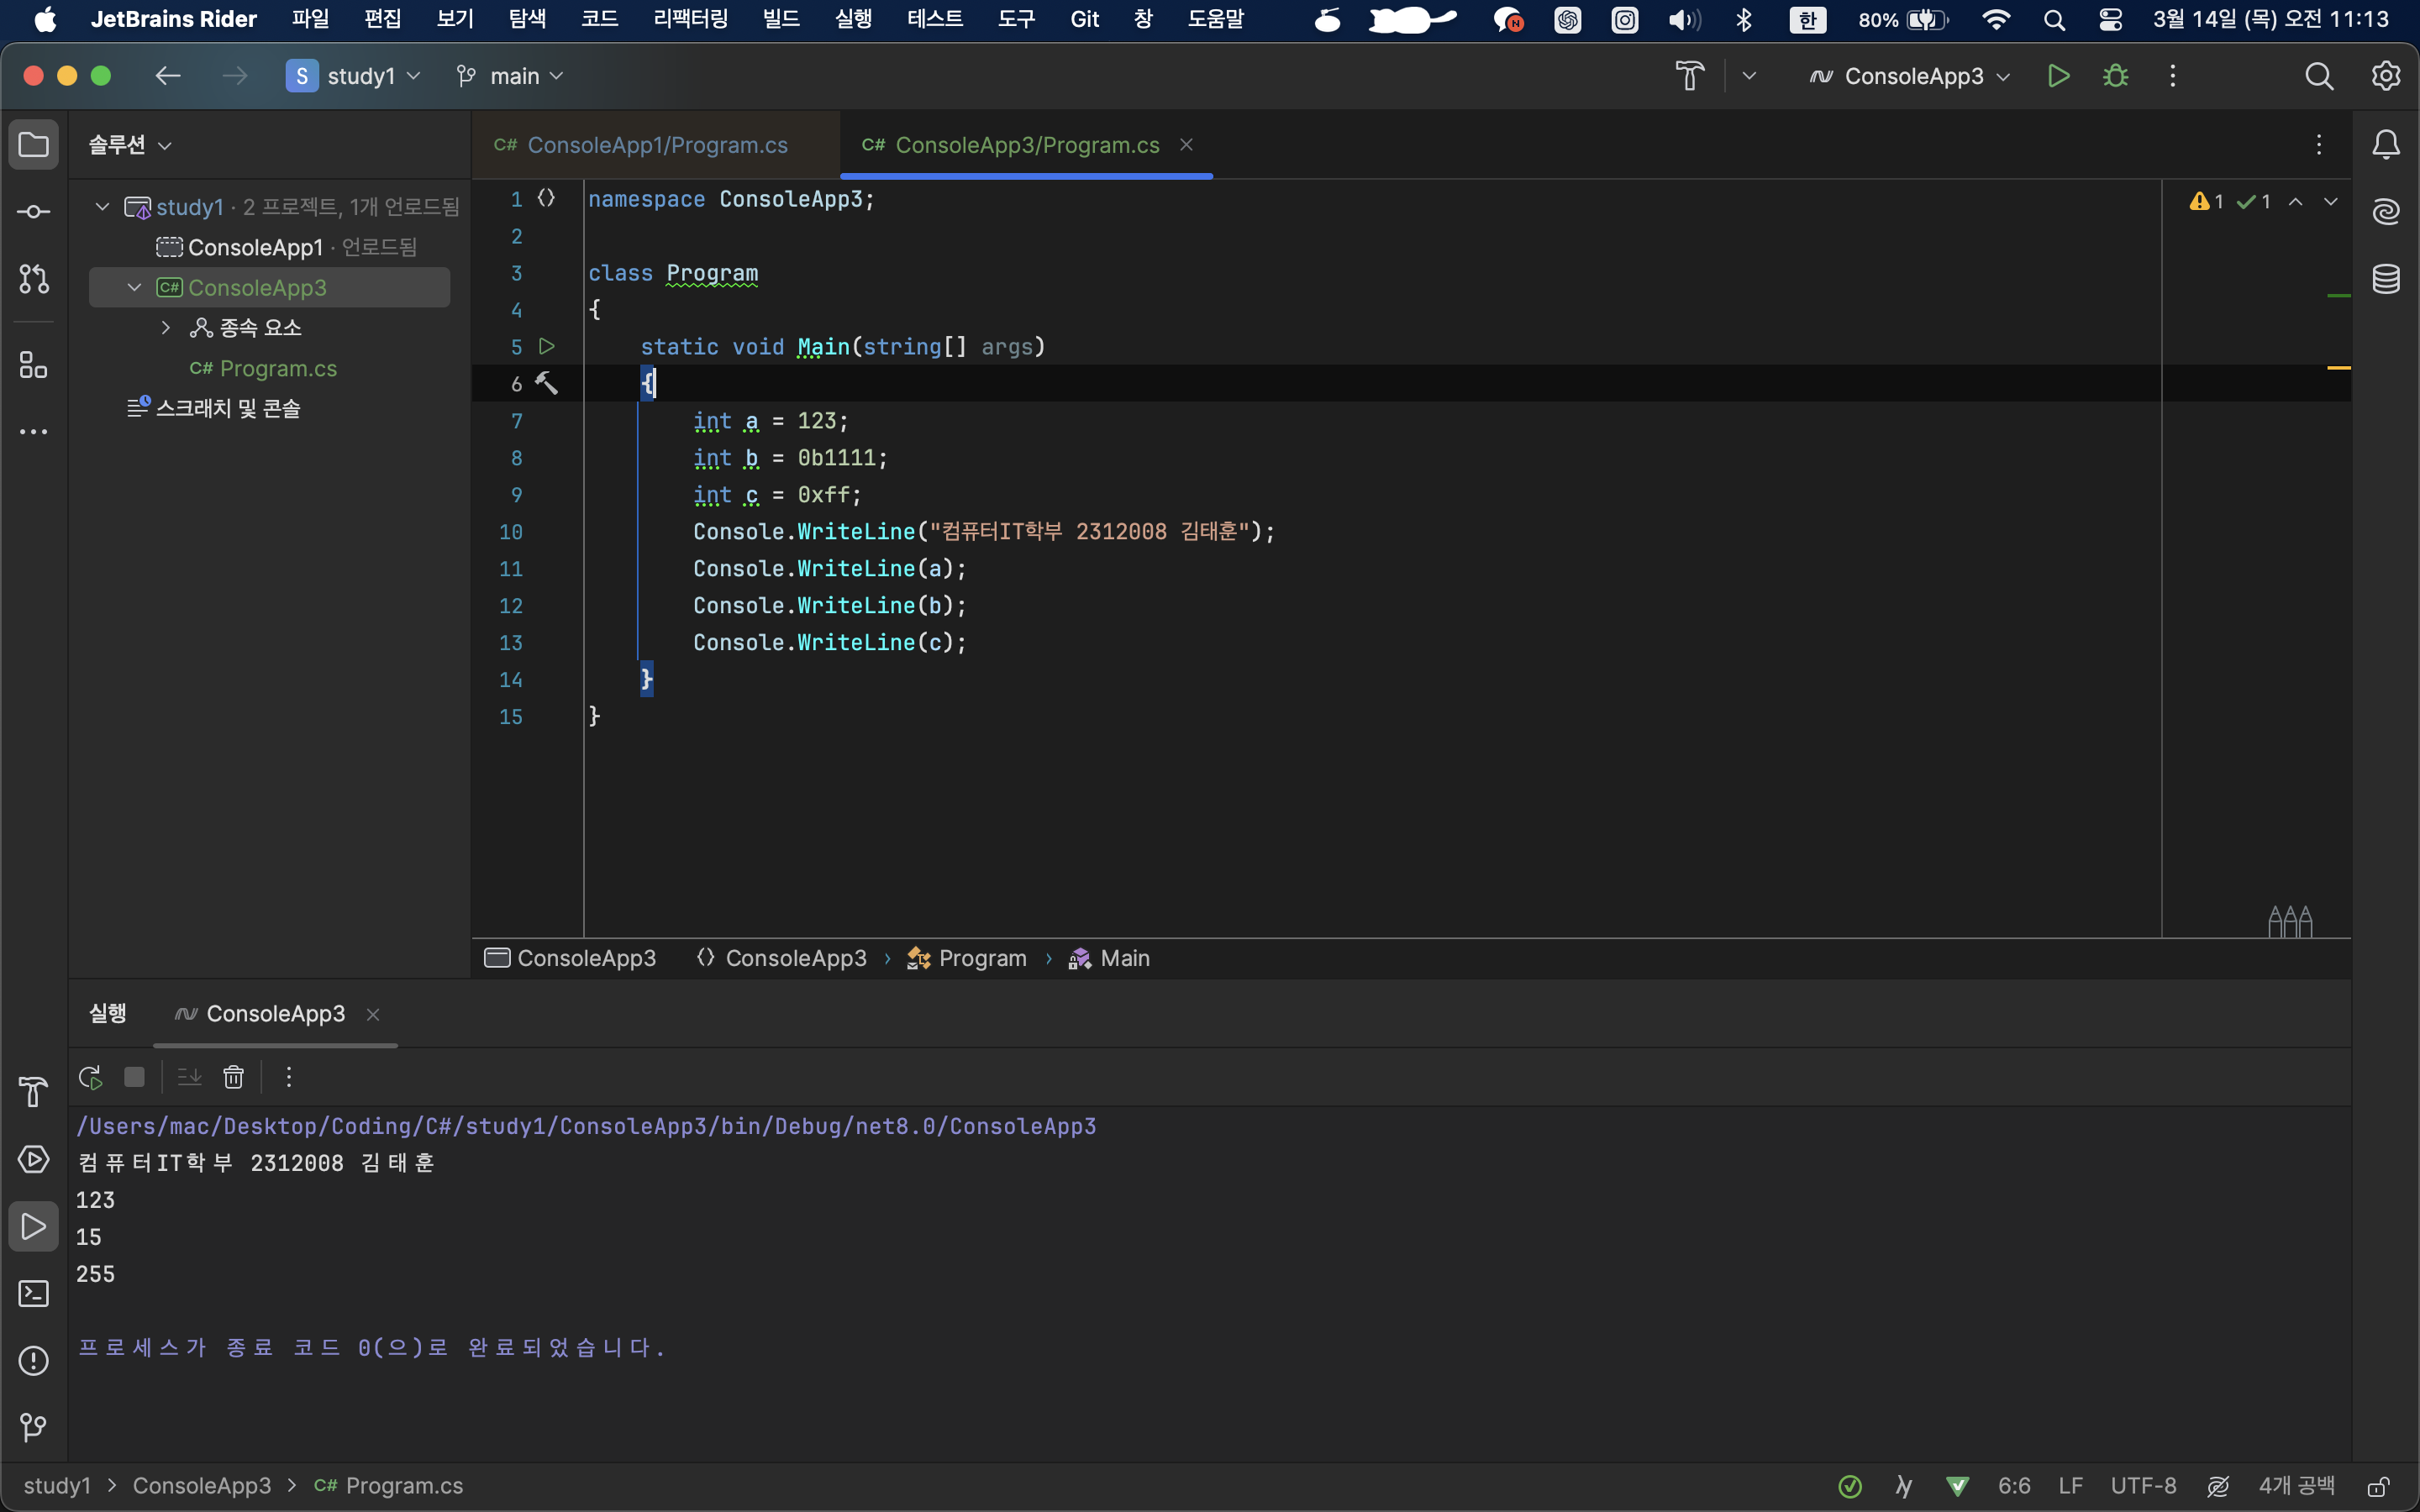 JetBrains Rider 파일 편집 보기 탐색 코드 리팩터링 빌드 실행 테스트 도구 Git 창 도움말 N 한 80% 3월 14일 (목) 오전 11:13
S study1 main ConsoleApp3
솔루션
study1 · 2 프로젝트, 1개 언로드됨
ConsoleApp1 · 언로드됨
C# ConsoleApp3
종속 요소
C# Program.cs
스크래치 및 콘솔
C# ConsoleApp1/Program.cs C# ConsoleApp3/Program.cs
1 1
1 namespace ConsoleApp3;
2
3 class Program
4 {
5 static void Main(string[] args)
6 {
7 int a = 123;
8 int b = 0b1111;
9 int c = 0xff;
10 Console.WriteLine("컴퓨터IT학부 2312008 김태훈");
11 Console.WriteLine(a);
12 Console.WriteLine(b);
13 Console.WriteLine(c);
14 }
15 }
ConsoleApp3 ConsoleApp3 › Program › Main
실행 ConsoleApp3
/Users/mac/Desktop/Coding/C#/study1/ConsoleApp3/bin/Debug/net8.0/ConsoleApp3
컴퓨터IT학부 2312008 김태훈
123
15
255
프로세스가 종료 코드 0(으)로 완료되었습니다.
study1 > ConsoleApp3 > C# Program.cs 6:6 LF UTF-8 4개 공백